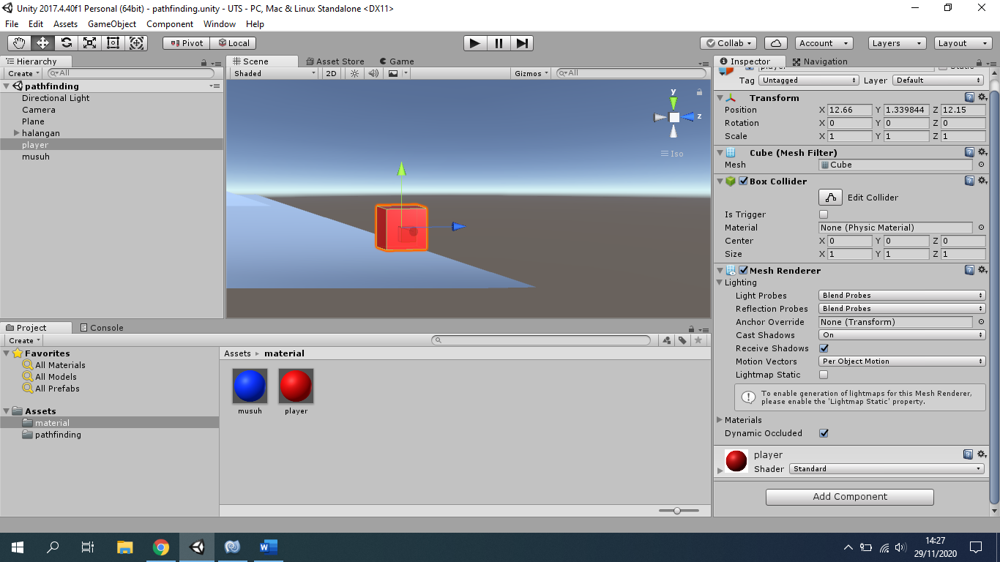 Unity 2017.4.40f1 Personal (64bit) - pathfinding.unity - UTS - PC, Mac & Linux Standalone <DX11>
File Edit Assets GameObject Component Window Help
Pivot Local Collab Account Layers Layout
Hierarchy
Create All
pathfinding
Directional Light
Camera
Plane
halangan
player
musuh
Scene Asset Store Game
Shaded 2D Gizmos All
y
z
Iso
Inspector Navigation
player Static
Tag Untagged Layer Default
Transform
Position X 12.66 Y 1.339844 Z 12.15
Rotation X 0 Y 0 Z 0
Scale X 1 Y 1 Z 1
Cube (Mesh Filter)
Mesh Cube
Box Collider
Edit Collider
Is Trigger
Material None (Physic Material)
Center X 0 Y 0 Z 0
Size X 1 Y 1 Z 1
Mesh Renderer
Lighting
Light Probes Blend Probes
Reflection Probes Blend Probes
Anchor Override None (Transform)
Cast Shadows On
Receive Shadows
Motion Vectors Per Object Motion
Lightmap Static
To enable generation of lightmaps for this Mesh Renderer,
please enable the 'Lightmap Static' property.
Materials
Dynamic Occluded
player
Shader Standard
Add Component
Project Console
Create
Favorites
All Materials
All Models
All Prefabs
Assets
material
pathfinding
Assets material
musuh player
14:27
29/11/2020